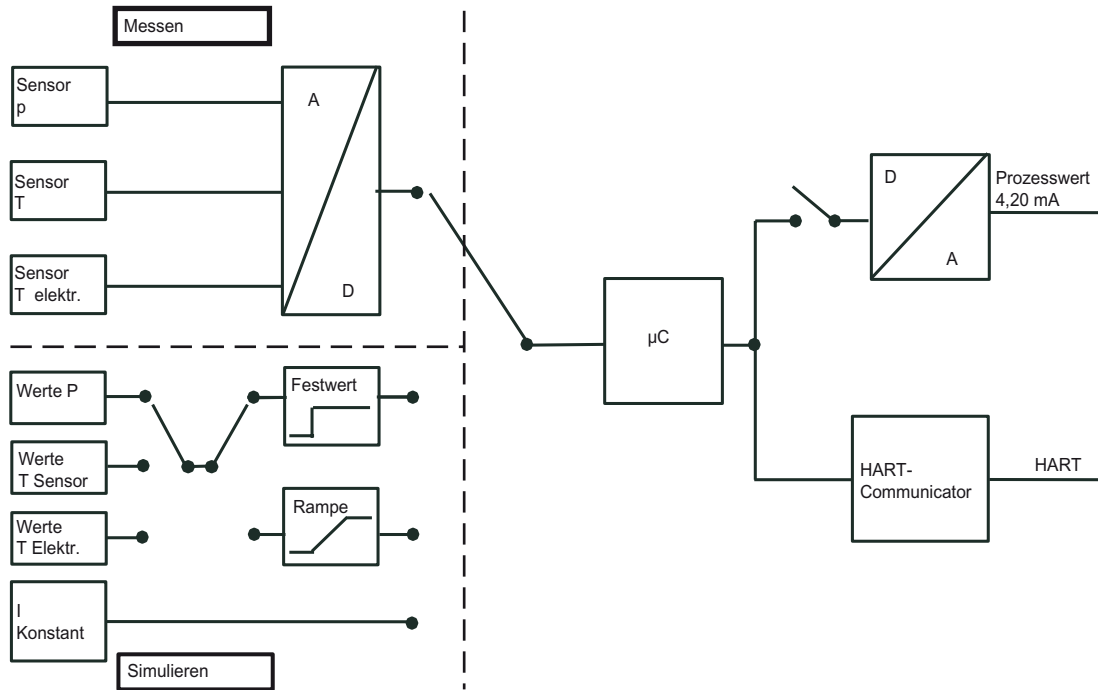 Messen
Sensor
p
Sensor
T
Sensor
T elektr.
A
D
Werte P
Werte
T Sensor
Werte
T Elektr.
I
Konstant
Festwert
Rampe
Simulieren
µC
D
A
Prozesswert
4,20 mA
HART-
Communicator
HART